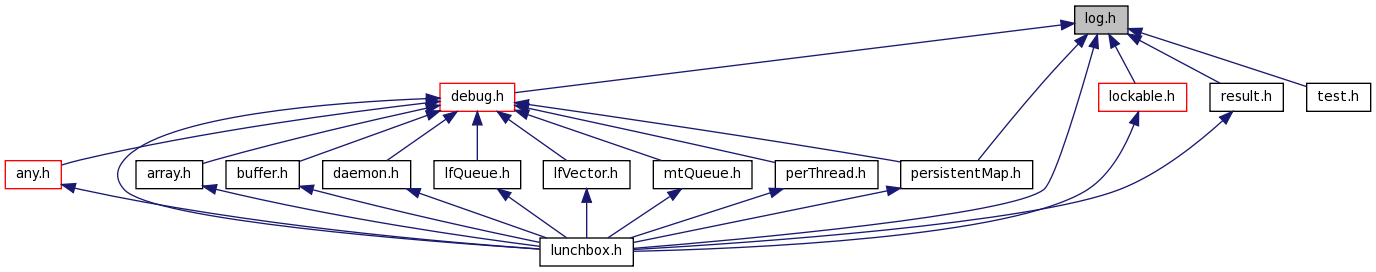 log.h
debug.h
lockable.h
result.h
test.h
any.h
array.h
buffer.h
daemon.h
lfQueue.h
lfVector.h
mtQueue.h
perThread.h
persistentMap.h
lunchbox.h